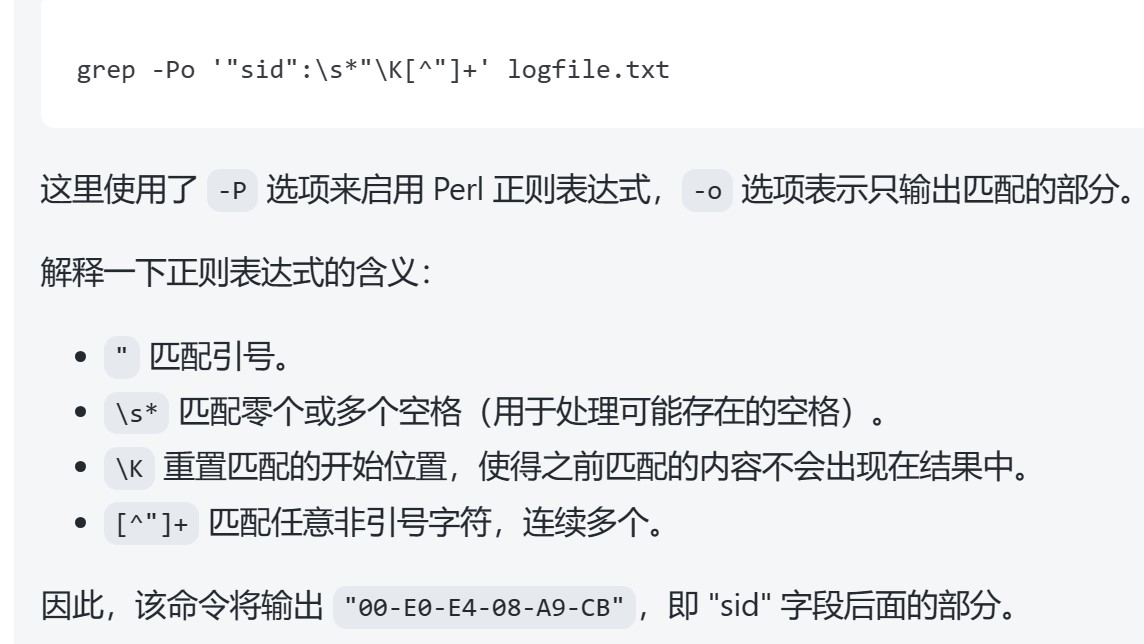 grep -Po '"sid":\s*"\K[^"]+' logfile.txt
这里使用了 -P 选项来启用 Perl 正则表达式，-o 选项表示只输出匹配的部分。
解释一下正则表达式的含义：
• " 匹配引号。
• \s* 匹配零个或多个空格（用于处理可能存在的空格）。
• \K 重置匹配的开始位置，使得之前匹配的内容不会出现在结果中。
• [^"]+ 匹配任意非引号字符，连续多个。
因此，该命令将输出 "00-E0-E4-08-A9-CB"，即 "sid" 字段后面的部分。